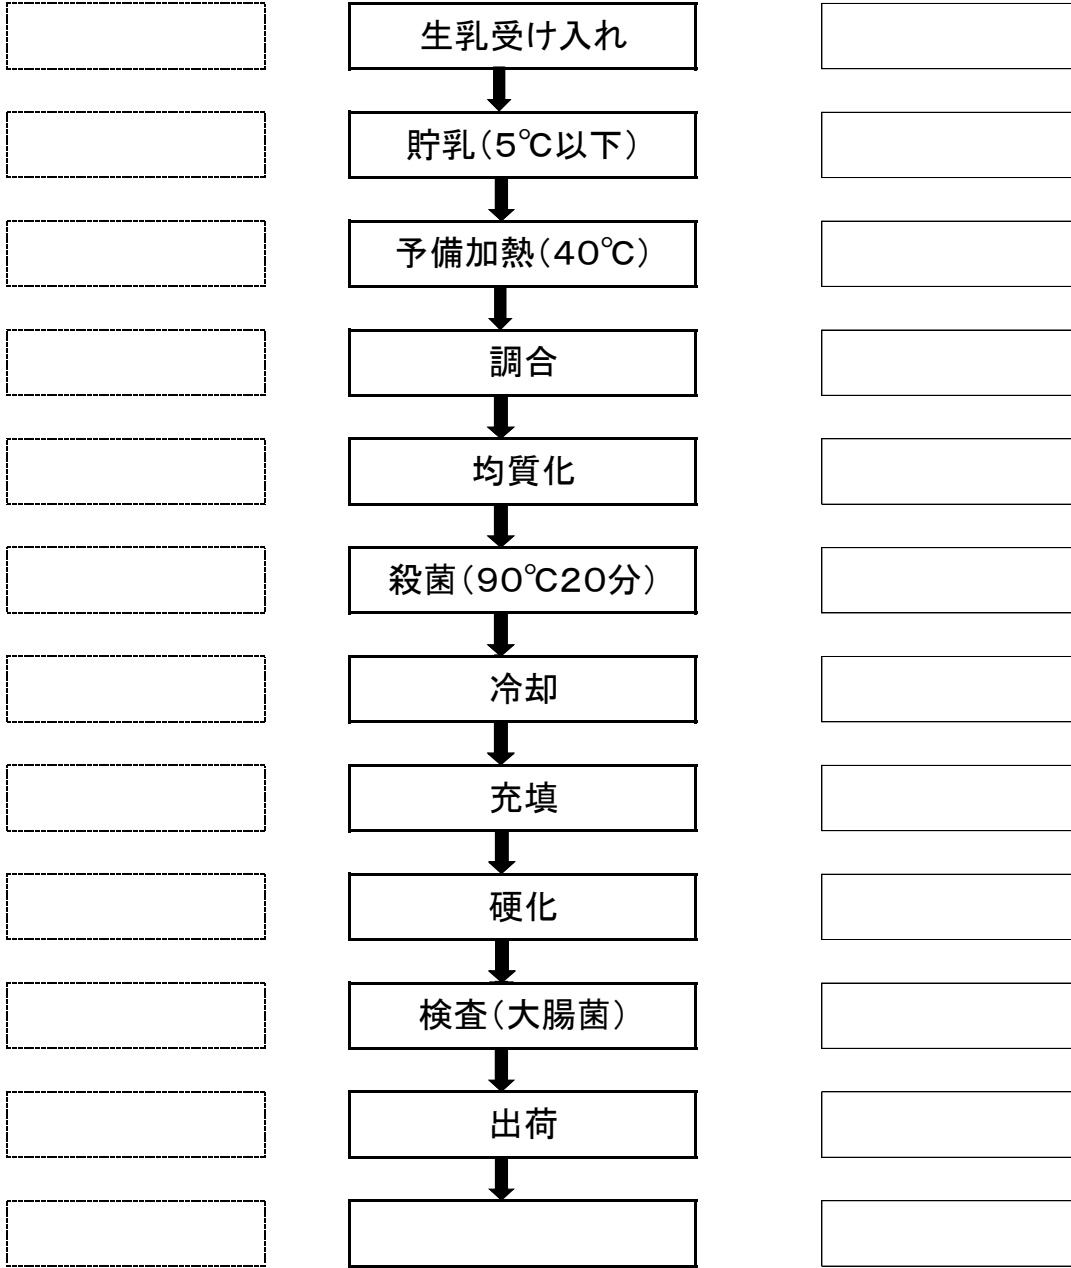 生乳受け入れ
貯乳（5℃以下）
予備加熱（40℃）
調合
均質化
殺菌（90℃20分）
冷却
充填
硬化
検査（大腸菌）
出荷